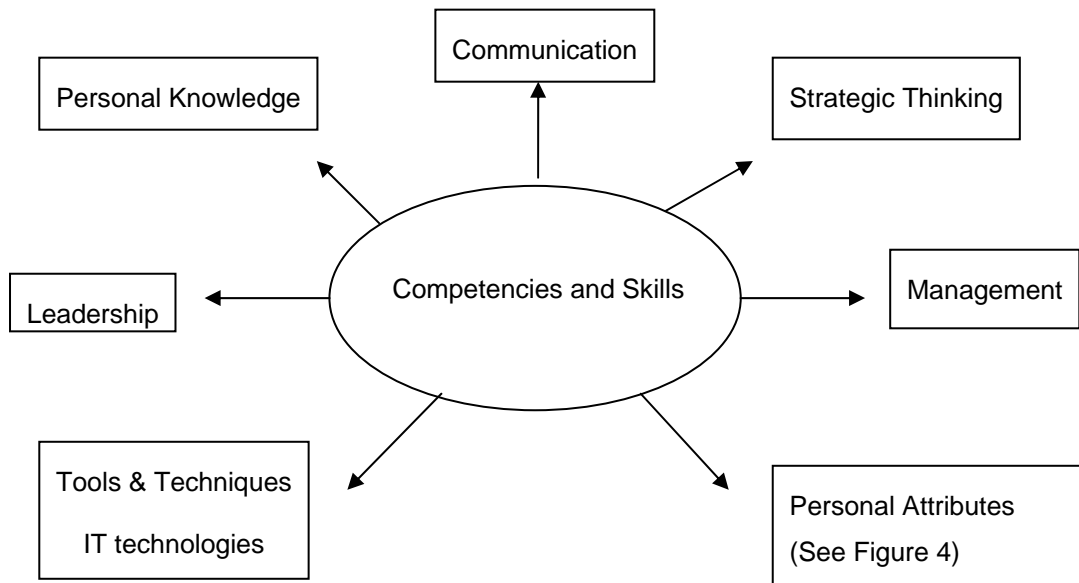 Communication
Personal Knowledge
Strategic Thinking
Competencies and Skills
Leadership
Management
Tools & Techniques
IT technologies
Personal Attributes
(See Figure 4)